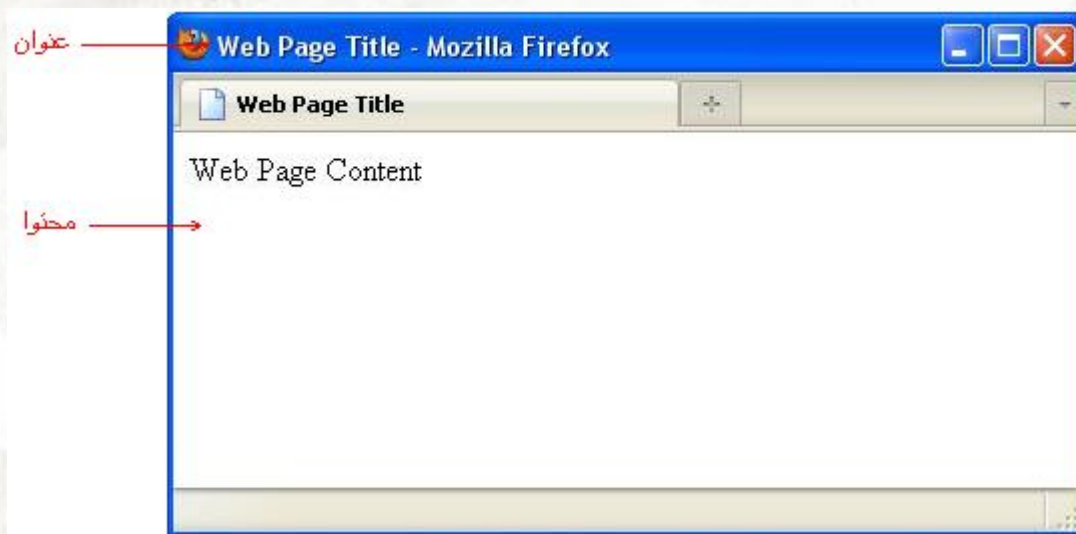 عنوان
Web Page Title - Mozilla Firefox
Web Page Title
Web Page Content
محتوا